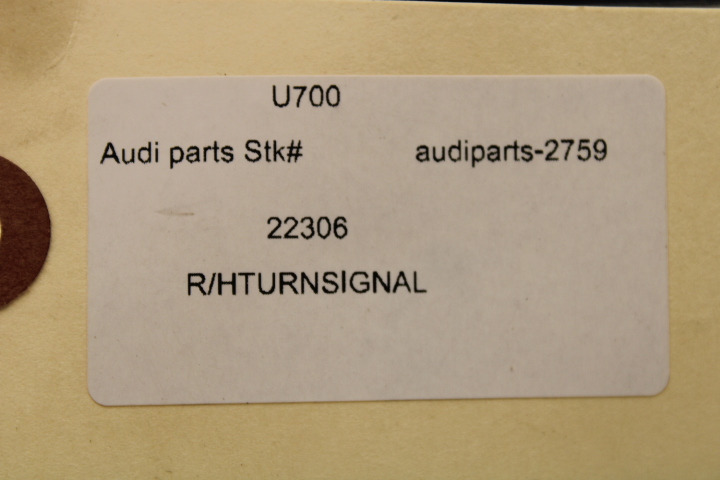 U700
Audi parts Stk# audiparts-2759
22306
R/HTURNSIGNAL